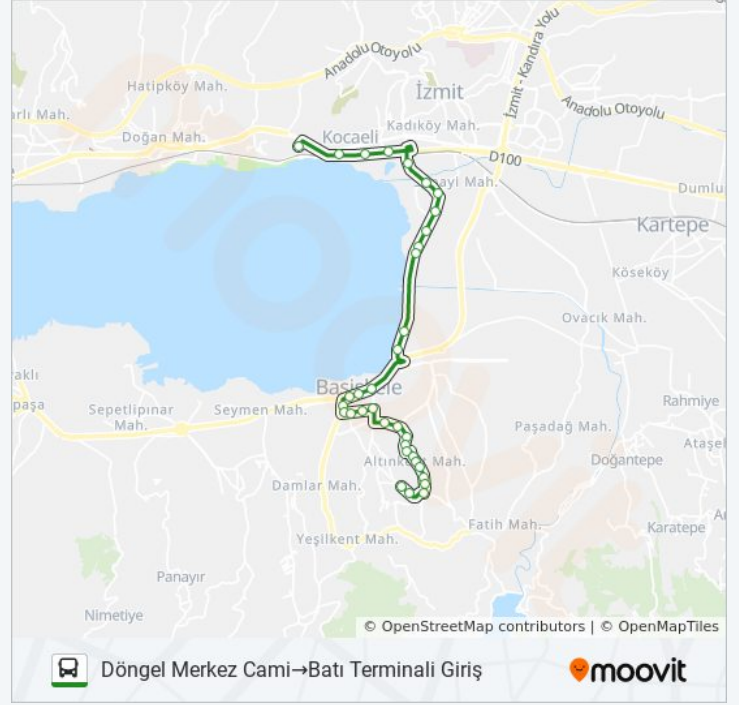 Anadolu Otoyolu
İzmit - Kandıra Yolu
Hatipköy Mah.
İzmit
Anadolu Otoyolu
arlı Mah.
Doğan Mah.
Kocaeli
Kadıköy Mah.
D100
nayi Mah.
Dumlu
Kartepe
Köseköy
Ovacık Mah.
aklı
Başiskele
paşa
Sepetlipınar
Mah.
Seymen Mah.
Rahmiye
Paşadağ Mah.
Ataşeh
Altınkent Mah.
Doğantepe
Damlar Mah.
Fatih Mah.
Karatepe
Yeşilkent Mah.
Panayır
Nimetiye
© OpenStreetMap contributors | © OpenMapTiles
Döngel Merkez Cami→Batı Terminali Giriş
moovit